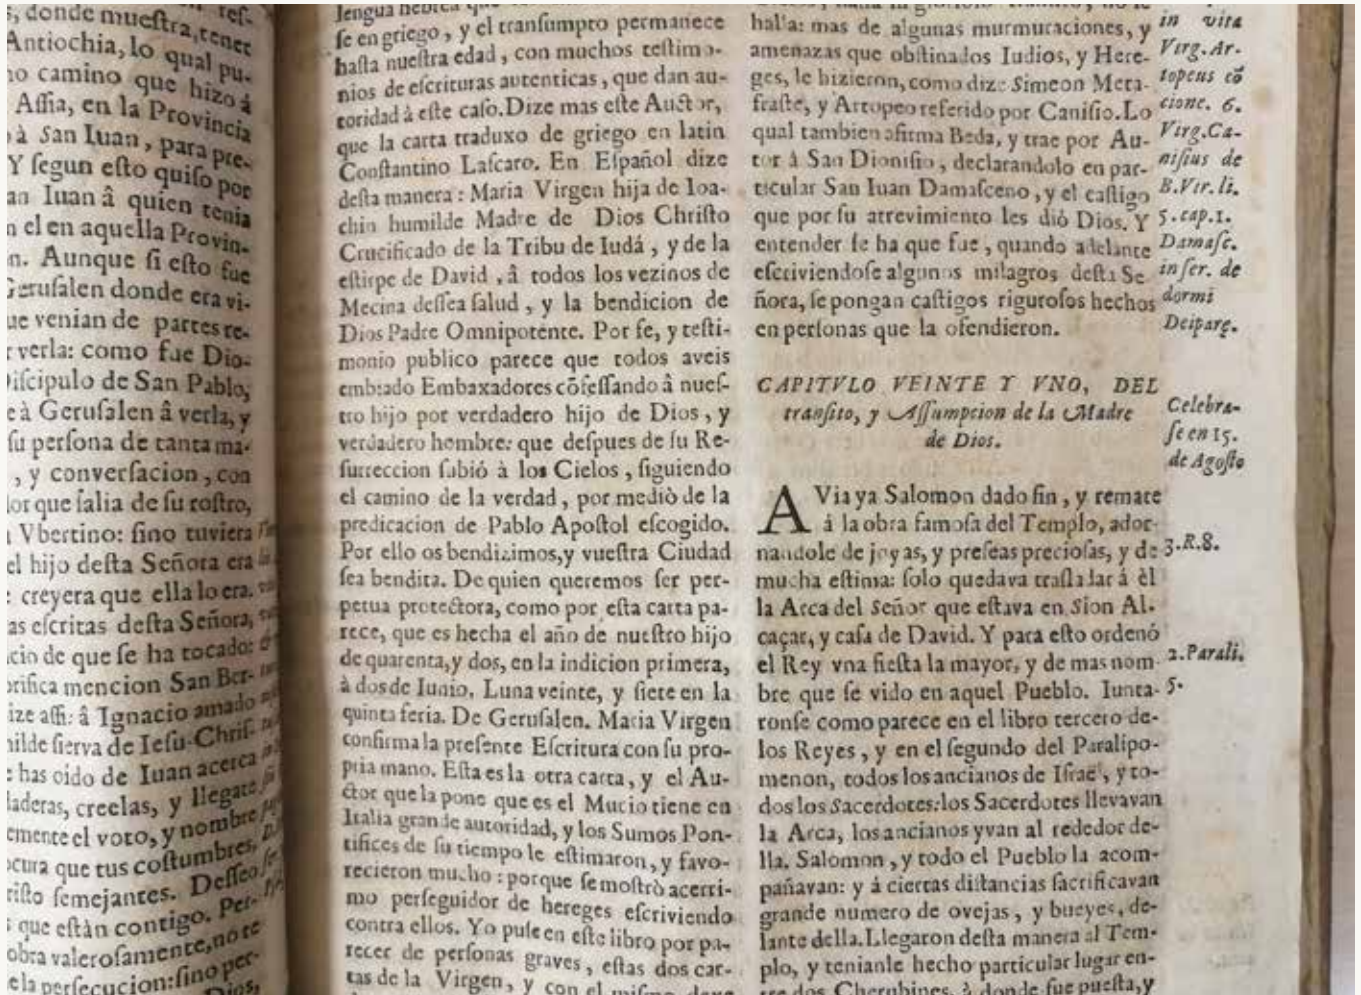 , donde mueſtra, tener
Antiochia, lo qual pu-
camino que hizo á
Aſſia, en la Provincia
à San Iuan, para pre-
Y ſegun eſto quiſo por
Iuan â quien tenia
el en aquella Provin-
Aunque ſi eſto fue
Geruſalen donde era vi-
venian de partes re-
verla: como fue Dio-
Diſcipulo de San Pablo,
à Geruſalen â verla, y
ſu perſona de tanta ma-
, y converſacion, con
que ſalia de ſu roſtro,
Vbertino: ſino tuviera
el hijo deſta Señora era
creyera que ella lo era.
as eſcritas deſta Señora,
de que ſe ha tocado:
mencion San Ber-
aſſi: â Ignacio amado
ſierva de Ieſu-Chriſ-
has oido de Iuan acerca
creelas, y llegate
el voto, y nombre
que tus coſtumbres,
ſemejantes. Deſſeo
que eſtàn contigo. Per-
valeroſamente, no te
la perſecucion: ſino per-
Dios,
lengua hebrea que
ſe en griego, y el tranſumpto permanece
haſta nueſtra edad, con muchos teſtimo-
nios de eſcrituras autenticas, que dan au-
toridad à eſte caſo. Dize mas eſte Auctor,
que la carta traduxo de griego en latin
Conſtantino Laſcaro. En Eſpañol dize
deſta manera: Maria Virgen hija de Ioa-
chin humilde Madre de Dios Chriſto
Crucificado de la Tribu de Iudá, y de la
eſtirpe de David, â todos los vezinos de
Mecina deſſea ſalud, y la bendicion de
Dios Padre Omnipotente. Por ſe, y teſti-
monio publico parece que todos aveis
embiado Embaxadores cõfeſſando â nueſ-
tro hijo por verdadero hijo de Dios, y
verdadero hombre: que deſpues de ſu Re-
ſurreccion ſubió à los Cielos, ſiguiendo
el camino de la verdad, por mediò de la
predicacion de Pablo Apoſtol eſcogido.
Por ello os bendizimos, y vueſtra Ciudad
ſea bendita. De quien queremos ſer per-
petua protectora, como por eſta carta pa-
rece, que es hecha el año de nueſtro hijo
de quarenta, y dos, en la indicion primera,
à dos de Iunio, Luna veinte, y ſiete en la
quinta feria. De Geruſalen. Maria Virgen
confirma la preſente Eſcritura con ſu pro-
pria mano. Eſta es la otra carta, y el Au-
ctor que la pone que es el Mucio tiene en
Italia grande autoridad, y los Sumos Pon-
tifices de ſu tiempo le eſtimaron, y favo-
recieron mucho: porque ſe moſtrò acerri-
mo perſeguidor de hereges eſcriviendo
contra ellos. Yo puſe en eſte libro por pa-
recer de perſonas graves, eſtas dos car-
tas de la Virgen, y con el miſmo
halla: mas de algunas murmuraciones, y
amenazas que obſtinados Iudios, y Here-
ges, le hizieron, como dize Simeon Meta-
fraſte, y Artopeo referido por Caniſio. Lo
qual tambien afirma Beda, y trae por Au-
tor à San Dioniſio, declarandolo en par-
ticular San Iuan Damaſceno, y el caſtigo
que por ſu atrevimiento les dió Dios. Y
entender ſe ha que fue, quando adelante
eſcriviendoſe algunos milagros deſta Se-
ñora, ſe pongan caſtigos riguroſos hechos
en perſonas que la ofendieron.
CAPITVLO VEINTE Y VNO, DEL
tranſito, y Aſſumpcion de la Madre
de Dios.
AVia ya Salomon dado fin, y remate
á la obra famoſa del Templo, ador-
nandole de joyas, y preſeas precioſas, y de
mucha eſtima: ſolo quedava traſladar á èl
la Arca del Señor que eſtava en Sion Al-
caçar, y caſa de David. Y para eſto ordenó
el Rey vna fieſta la mayor, y de mas nom-
bre que ſe vido en aquel Pueblo. Iunta-
ronſe como parece en el libro tercero de-
los Reyes, y en el ſegundo del Paralipo-
menon, todos los ancianos de Iſrael, y to-
dos los Sacerdotes: los Sacerdotes llevavan
la Arca, los ancianos yvan al rededor de-
lla. Salomon, y todo el Pueblo la acom-
pañavan: y á ciertas diſtancias ſacrificavan
grande numero de ovejas, y bueyes, de-
lante della. Llegaron deſta manera al Tem-
plo, y tenianle hecho particular lugar en-
tre dos Cherubines, à donde fue pueſta, y
in vita
Virg. Ar-
topeus cõ
cione. 6.
Virg. Ca-
niſius de
B. Vir. li.
5. cap. 1.
Damaſc.
in ſer. de
dormi
Deiparę.
Celebra-
ſe en 15.
de Agoſto
3. R. 8.
2. Parali.
5.